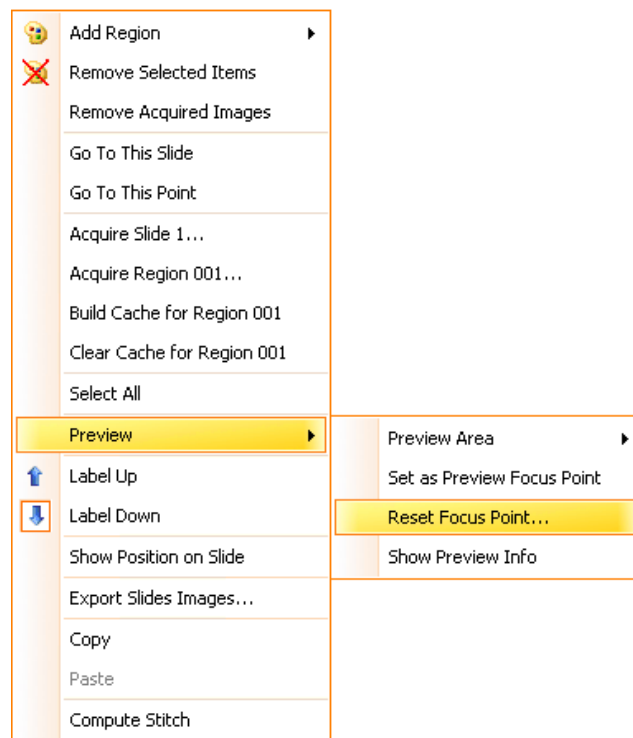 Add Region
Remove Selected Items
Remove Acquired Images
Go To This Slide
Go To This Point
Acquire Slide 1...
Acquire Region 001...
Build Cache for Region 001
Clear Cache for Region 001
Select All
Preview
Label Up
Label Down
Show Position on Slide
Export Slides Images...
Copy
Paste
Compute Stitch
Preview Area
Set as Preview Focus Point
Reset Focus Point...
Show Preview Info